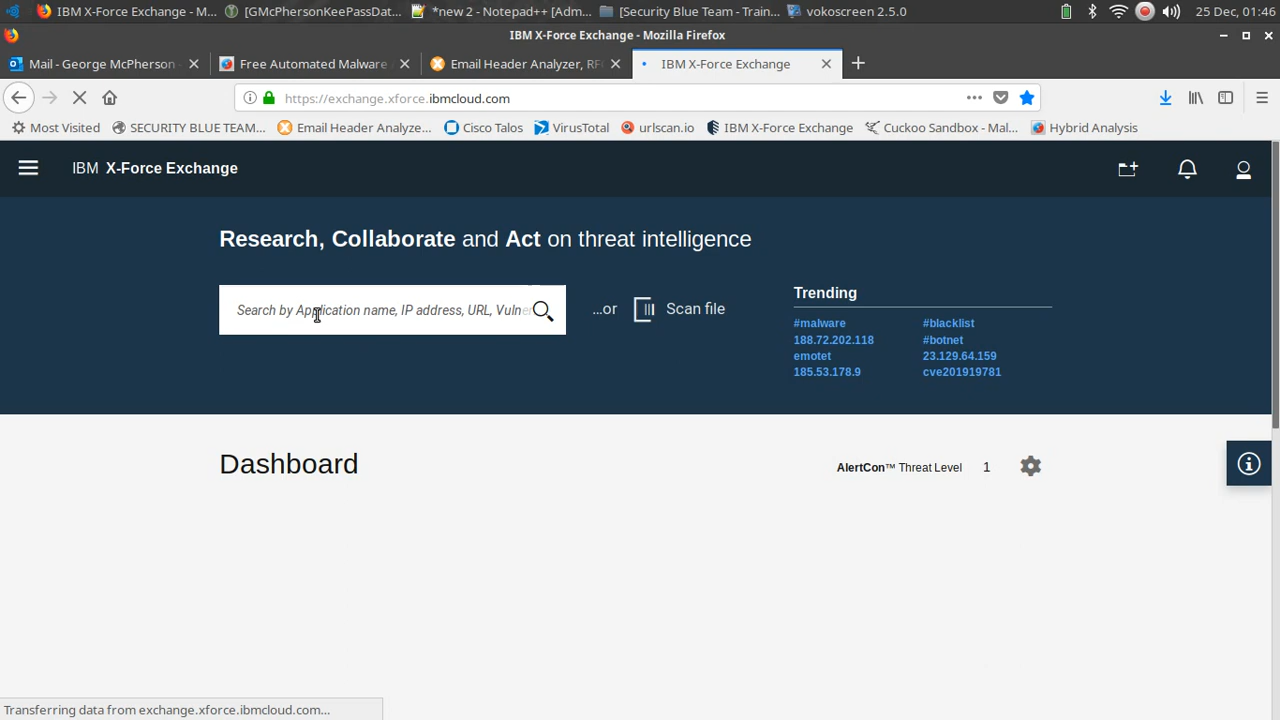 IBM X-Force Exchange - M...
[GMcPhersonKeePassDat...
*new 2 - Notepad++ [Adm...
[Security Blue Team - Train...
vokoscreen 2.5.0
25 Dec, 01:46
IBM X-Force Exchange - Mozilla Firefox
Mail - George McPherson
Free Automated Malware
Email Header Analyzer, RF
IBM X-Force Exchange
https://exchange.xforce.ibmcloud.com
Most Visited
SECURITY BLUE TEAM...
Email Header Analyze...
Cisco Talos
VirusTotal
urlscan.io
IBM X-Force Exchange
Cuckoo Sandbox - Mal...
Hybrid Analysis
IBM X-Force Exchange
Research, Collaborate and Act on threat intelligence
Search by Application name, IP address, URL, Vulner
...or
Scan file
Trending
#malware
#blacklist
188.72.202.118
#botnet
emotet
23.129.64.159
185.53.178.9
cve201919781
Dashboard
AlertCon™ Threat Level 1
Transferring data from exchange.xforce.ibmcloud.com...